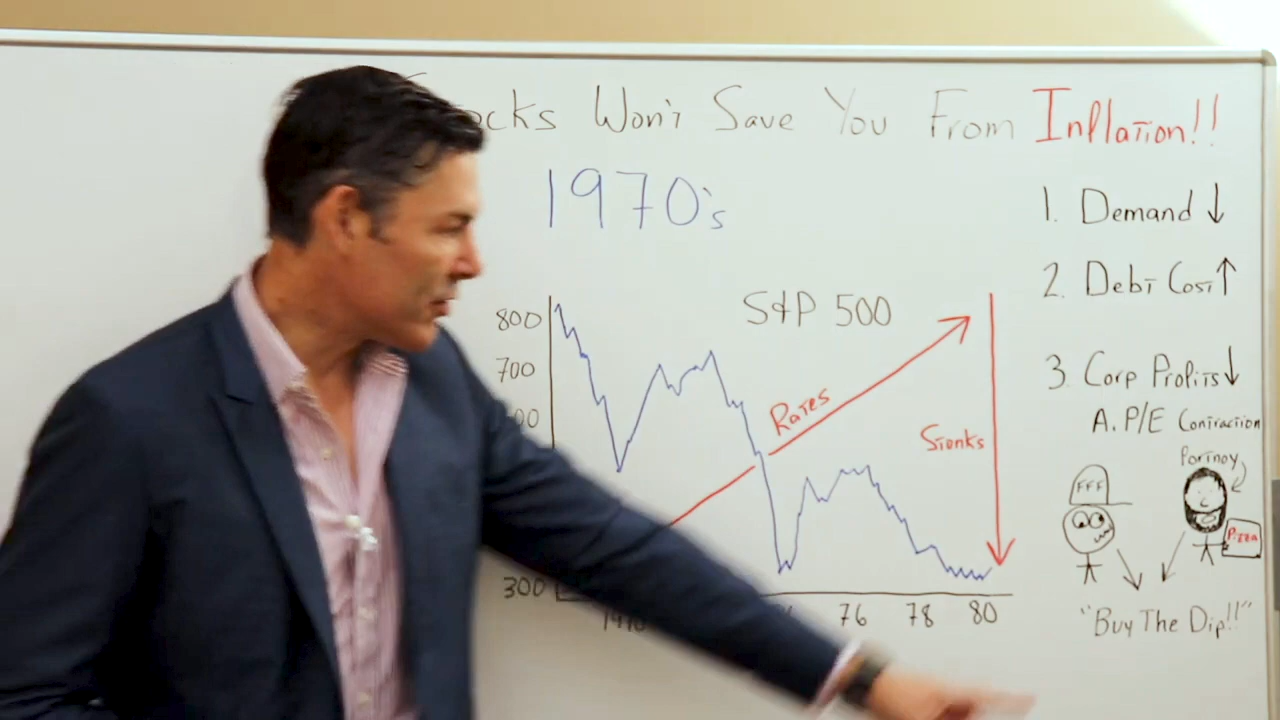 Won't Save You From Inflation!!
1970's
1. Demand ↓
2. Debt Cost ↑
3. Corp Profits ↓
A. P/E Contraction
S&P 500
800
700
300
Rates
Stonks
76
78
80
FFF
Portnoy
Pizza
"Buy The Dip!!"